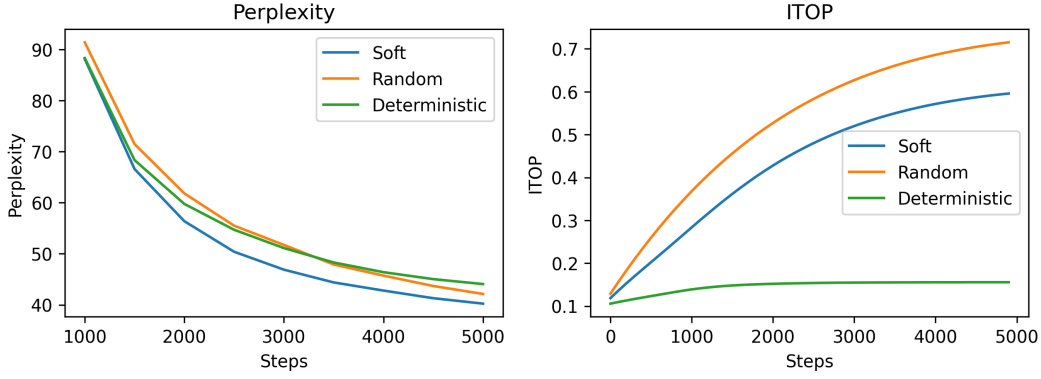 Perplexity
90
80
70
60
50
40
Perplexity
1000 2000 3000 4000 5000
Steps
Soft
Random
Deterministic
ITOP
0.7
0.6
0.5
0.4
0.3
0.2
0.1
ITOP
0 1000 2000 3000 4000 5000
Steps
Soft
Random
Deterministic